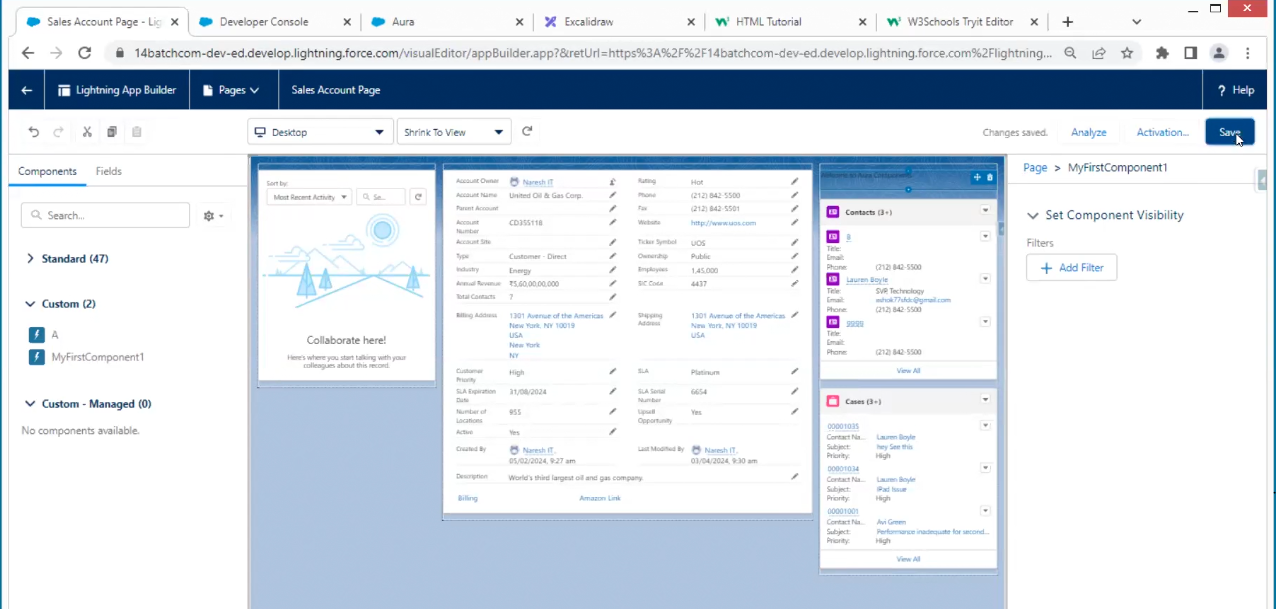 Sales Account Page - Lig
Developer Console
Aura
Excalidraw
HTML Tutorial
W3Schools Tryit Editor
14batchcom-dev-ed.develop.lightning.force.com/visualEditor/appBuilder.app?&retUrl=https%3A%2F%2F14batchcom-dev-ed.develop.lightning.force.com%2Flightning...
Lightning App Builder
Pages
Sales Account Page
? Help
Desktop
Shrink To View
Changes saved.
Analyze
Activation...
Save
Components
Fields
Search...
Standard (47)
Custom (2)
A
MyFirstComponent1
Custom - Managed (0)
No components available.
Sort by:
Most Recent Activity
Se...
Collaborate here!
Here's where you start talking with your
colleagues about this record.
Account Owner Naresh IT Rating Hot
Account Name United Oil & Gas Corp. Phone (212) 842-5500
Parent Account Fax (212) 842-5501
Account
Number CD355118 Website http://www.uos.com
Account Site Ticker Symbol UOS
Type Customer - Direct Ownership Public
Industry Energy Employees 1,45,000
Annual Revenue ₹5,60,00,00,000 SIC Code 4437
Total Contacts 7
Billing Address 1301 Avenue of the Americas Shipping
Address 1301 Avenue of the Americas
New York, NY 10019 New York, NY 10019
USA USA
New York
NY
Customer
Priority High SLA Platinum
SLA Expiration
Date 31/08/2024 SLA Serial
Number 6654
Number of
Locations 955 Upsell
Opportunity Yes
Active Yes
Created By Naresh IT, Last Modified By Naresh IT,
05/02/2024, 9:27 am 03/04/2024, 9:30 am
Description World's third largest oil and gas company.
Billing Amazon Link
Welcome to Aura Component
Contacts (3+)
Title:
Email:
Phone: (212) 842-5500
Lauren Boyle
Title: SVP, Technology
Email:
Phone: (212) 842-5500
Title:
Email:
Phone: (212) 842-5500
View All
Cases (3+)
00001035
Contact Na... Lauren Boyle
Subject: hey See this
Priority: High
00001034
Contact Na... Lauren Boyle
Subject: iPad Issue
Priority: High
00001001
Contact Na... Avi Green
Subject: Performance inadequate for second...
Priority: High
View All
Page > MyFirstComponent1
Set Component Visibility
Filters
+ Add Filter